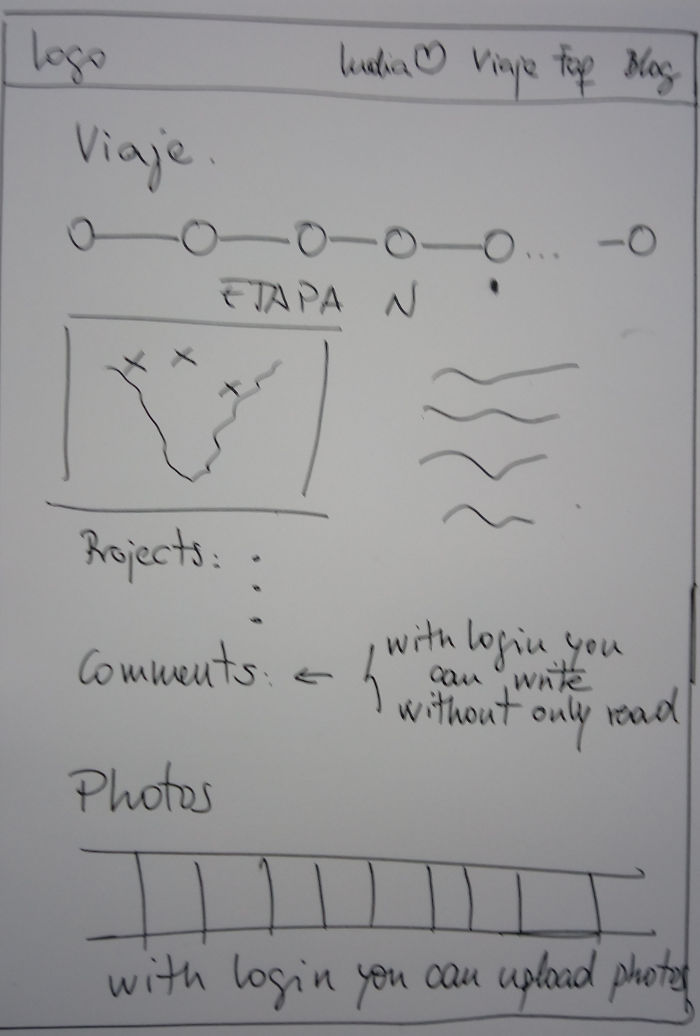 Logo
India♡ Viaje Top Blog
Viaje.
...
ETAPA N
Projects:
Comments: ←
with login you
can write
without only read
Photos
with login you can upload photos